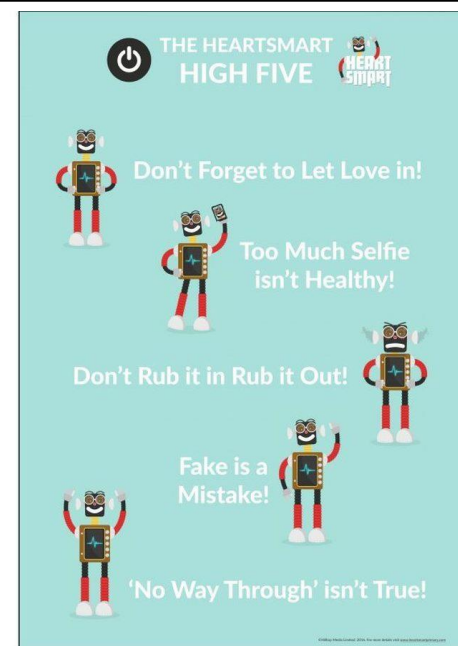 THE HEARTSMART
HIGH FIVE
HEART
SMART
Don't Forget to Let Love in!
Too Much Selfie
isn't Healthy!
Don't Rub it in Rub it Out!
Fake is a
Mistake!
'No Way Through' isn't True!